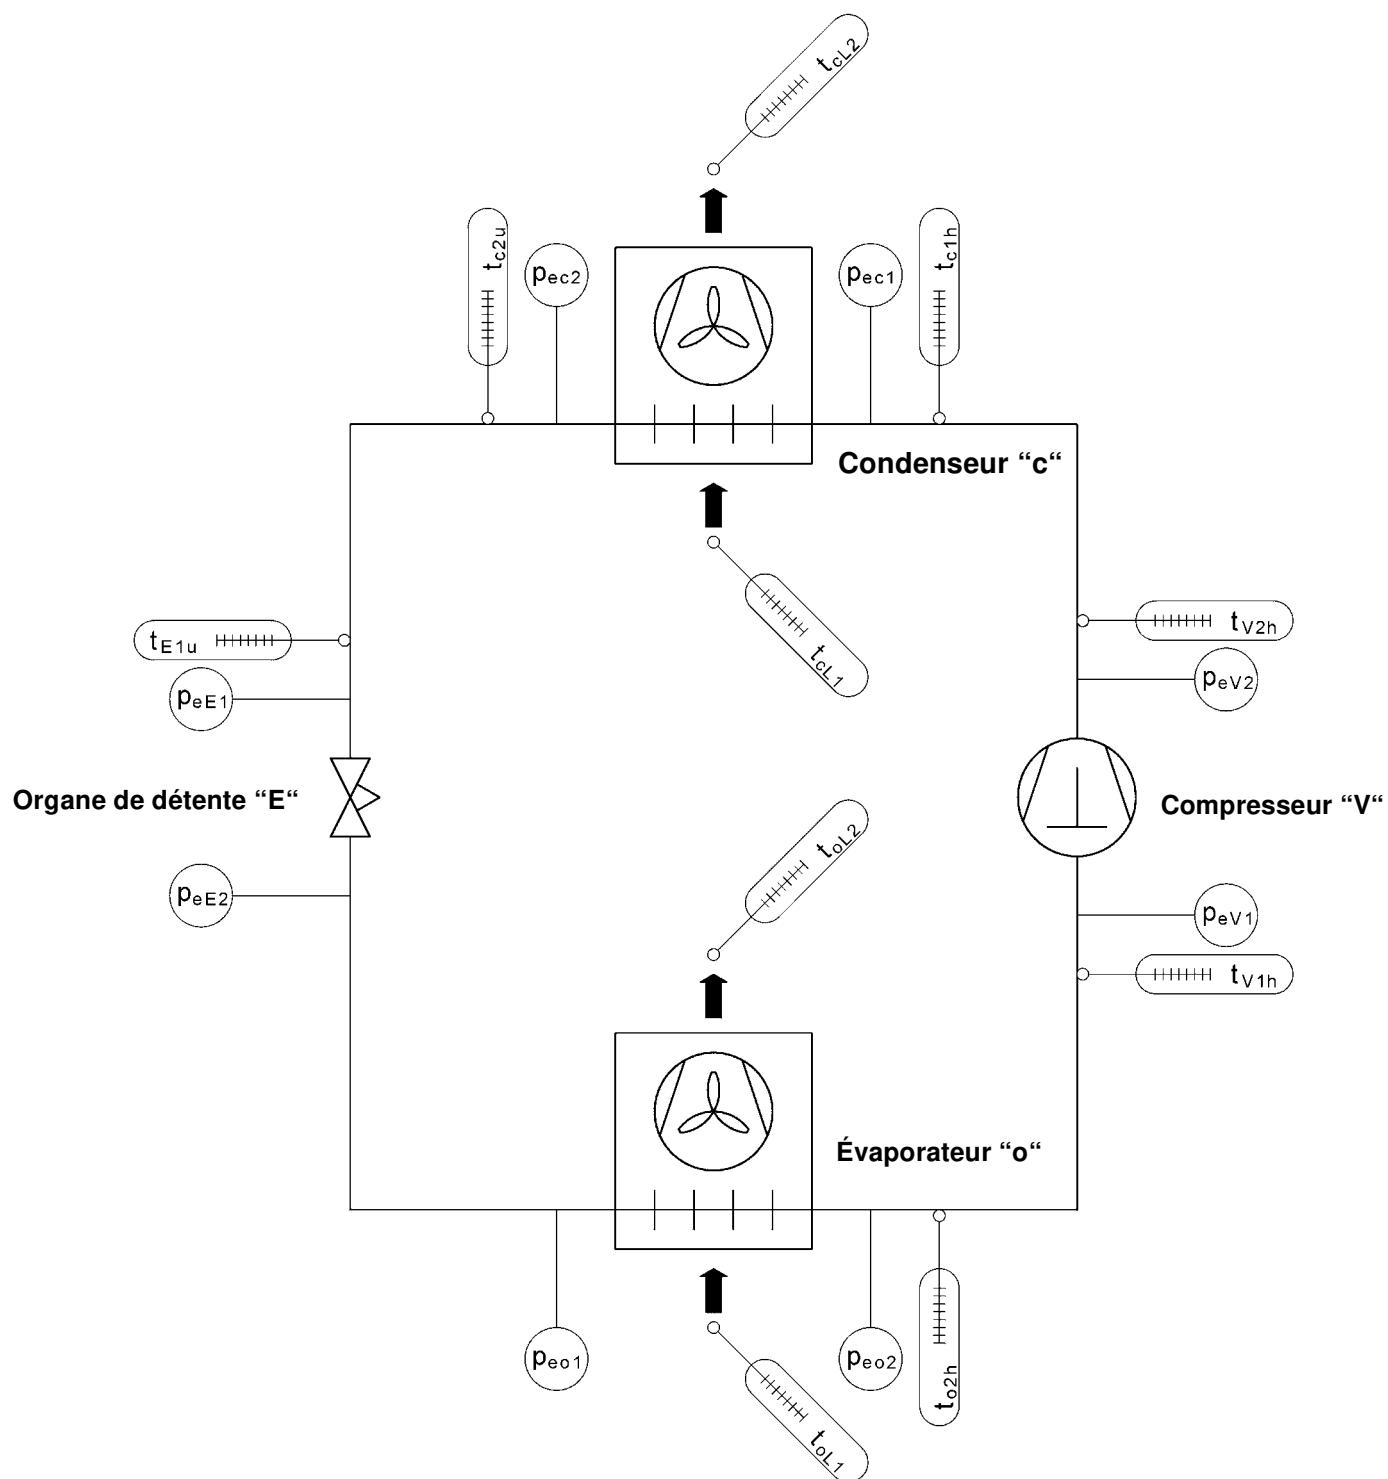 tcL2
tc2u
pec2
pec1
tc1h
Condenseur “c“
tE1u
peE1
tcL1
tV2h
peV2
Organe de détente “E“
Compresseur “V“
peE2
toL2
peV1
tV1h
Évaporateur “o“
peo1
peo2
to2h
toL1